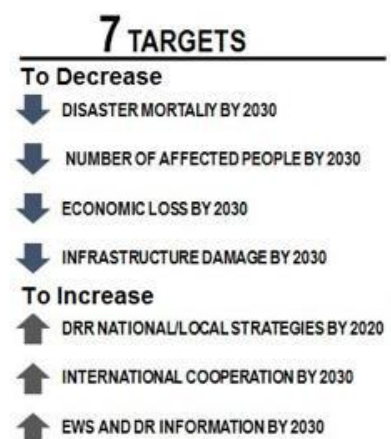 7 TARGETS
To Decrease
DISASTER MORTALIY BY 2030
NUMBER OF AFFECTED PEOPLE BY 2030
ECONOMIC LOSS BY 2030
INFRASTRUCTURE DAMAGE BY 2030
To Increase
DRR NATIONAL/LOCAL STRATEGIES BY 2020
INTERNATIONAL COOPERATION BY 2030
EWS AND DR INFORMATION BY 2030